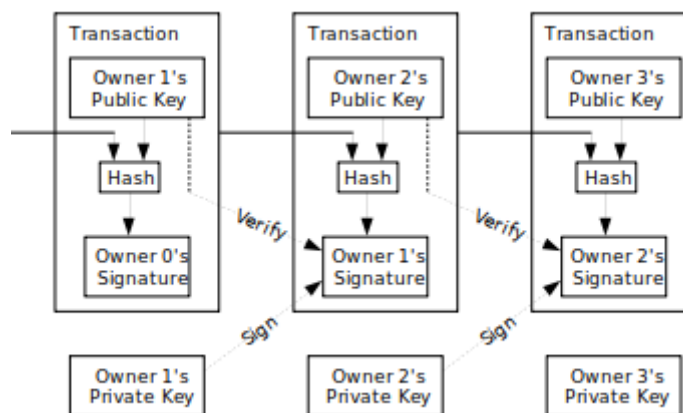 Transaction
Transaction
Transaction
Owner 1's
Public Key
Owner 2's
Public Key
Owner 3's
Public Key
Hash
Hash
Hash
Verify
Verify
Owner 0's
Signature
Owner 1's
Signature
Owner 2's
Signature
Sign
Sign
Owner 1's
Private Key
Owner 2's
Private Key
Owner 3's
Private Key